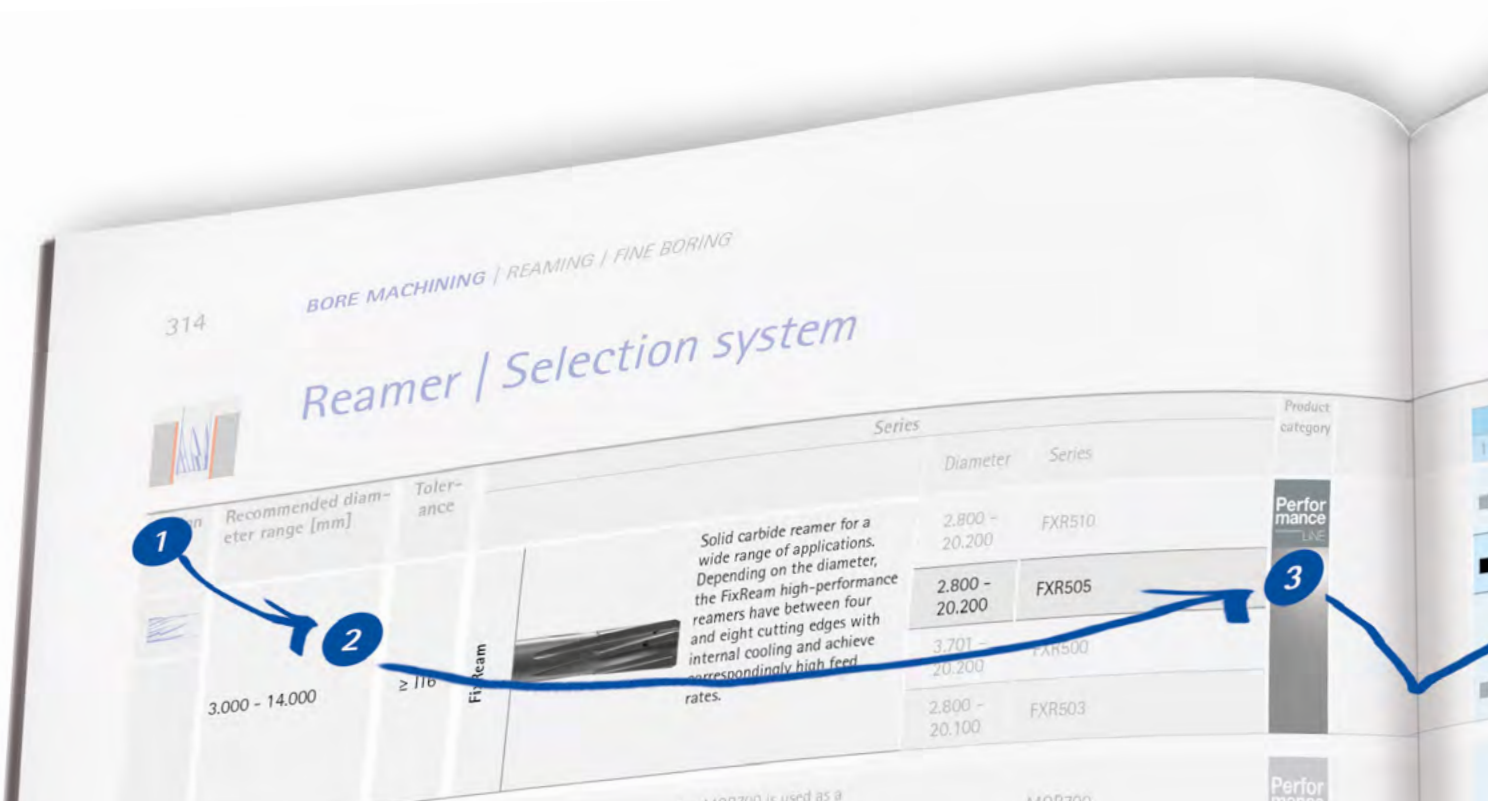 314
BORE MACHINING | REAMING | FINE BORING
Reamer | Selection system
Series
Product
category
Recommended diam-
eter range [mm]
Toler-
ance
Diameter
Series
1
2
3
3.000 - 14.000
FixReam
Solid carbide reamer for a
wide range of applications.
Depending on the diameter,
the FixReam high-performance
reamers have between four
and eight cutting edges with
internal cooling and achieve
correspondingly high feed
rates.
2.800 -
20.200
FXR510
2.800 -
20.200
FXR505
3.701 -
20.200
FXR500
2.800 -
20.100
FXR503
Perfor
mance
LINE
is used as a
Perfor
mance